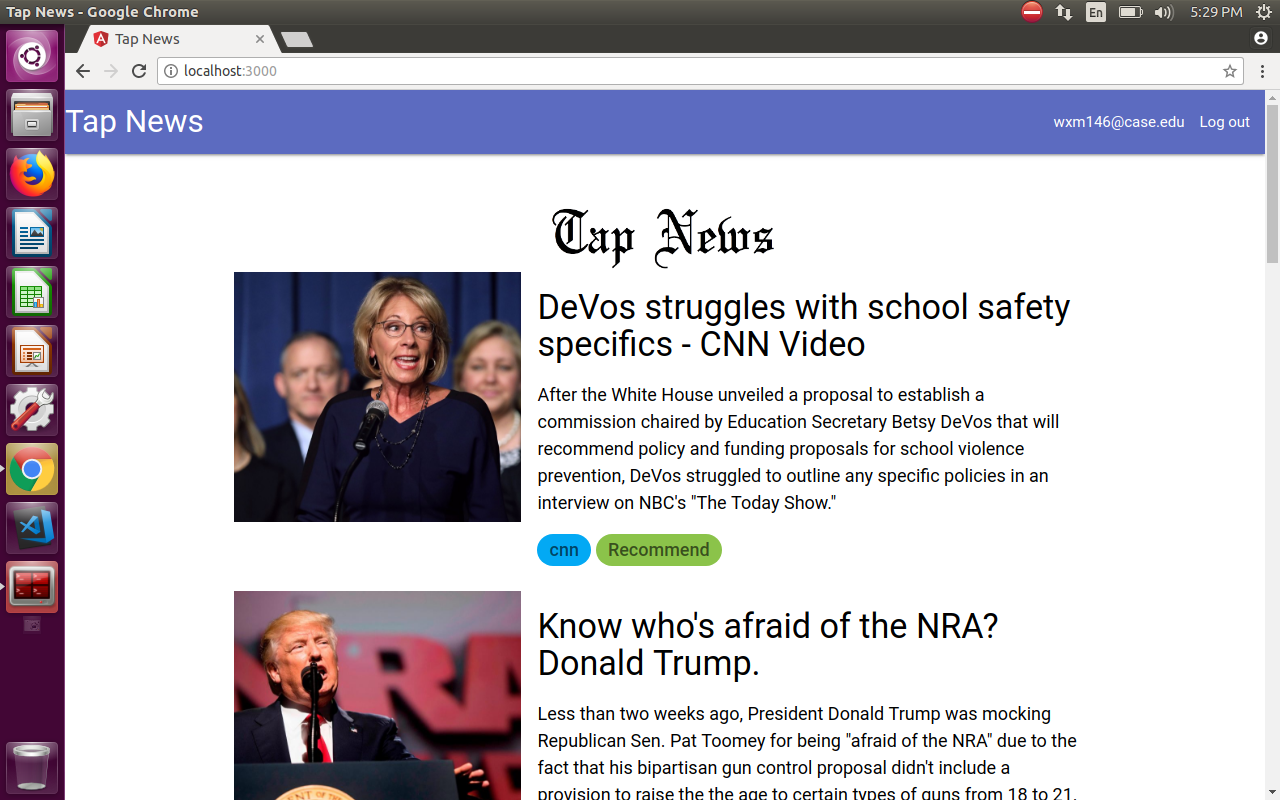 Tap News - Google Chrome
En
5:29 PM
Tap News
localhost:3000
Tap News
wxm146@case.edu
Log out
Tap News
DeVos struggles with school safety
specifics - CNN Video
After the White House unveiled a proposal to establish a
commission chaired by Education Secretary Betsy DeVos that will
recommend policy and funding proposals for school violence
prevention, DeVos struggled to outline any specific policies in an
interview on NBC's "The Today Show."
cnn
Recommend
Know who's afraid of the NRA?
Donald Trump.
Less than two weeks ago, President Donald Trump was mocking
Republican Sen. Pat Toomey for being "afraid of the NRA" due to the
fact that his bipartisan gun control proposal didn't include a
provision to raise the the age to certain types of guns from 18 to 21.